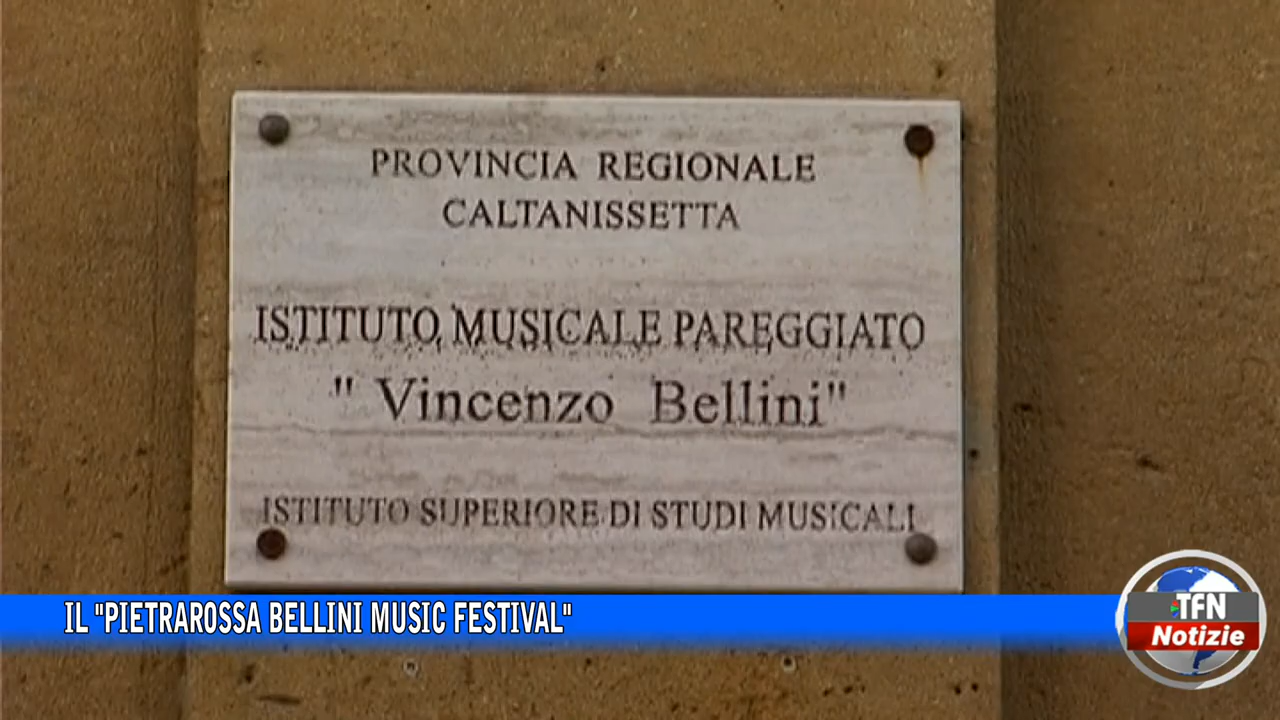 PROVINCIA REGIONALE
CALTANISSETTA
ISTITUTO MUSICALE PAREGGIATO
" Vincenzo Bellini"
ISTITUTO SUPERIORE DI STUDI MUSICALI
IL "PIETRAROSSA BELLINI MUSIC FESTIVAL"
TFN
Notizie